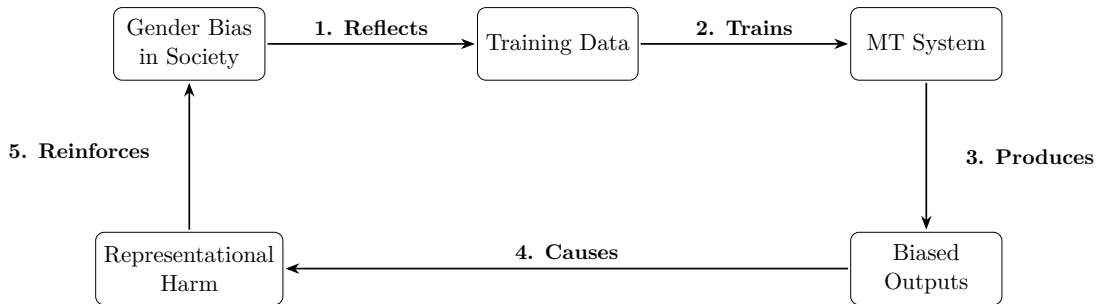 Gender Bias
in Society
1. Reflects
Training Data
2. Trains
MT System
5. Reinforces
3. Produces
Representational
Harm
4. Causes
Biased
Outputs